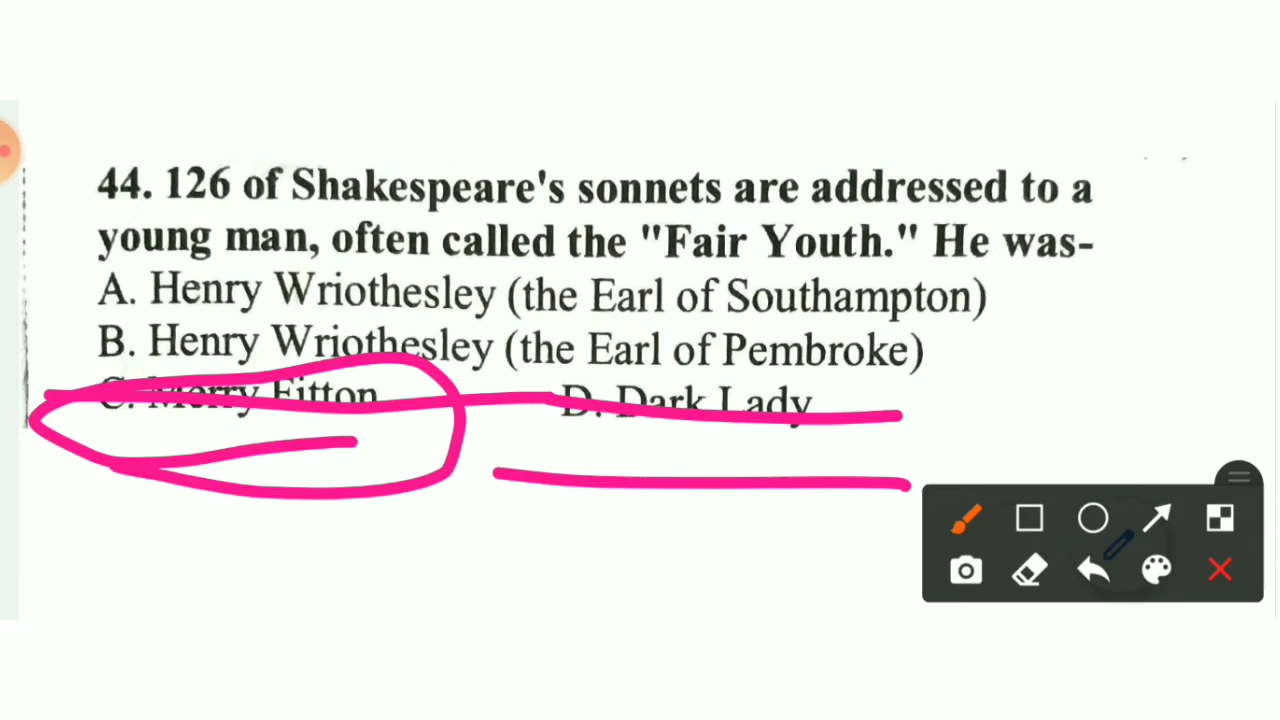 44. 126 of Shakespeare's sonnets are addressed to a
young man, often called the "Fair Youth." He was-
A. Henry Wriothesley (the Earl of Southampton)
B. Henry Wriothesley (the Earl of Pembroke)
C. Merry Fitton D. Dark Lady